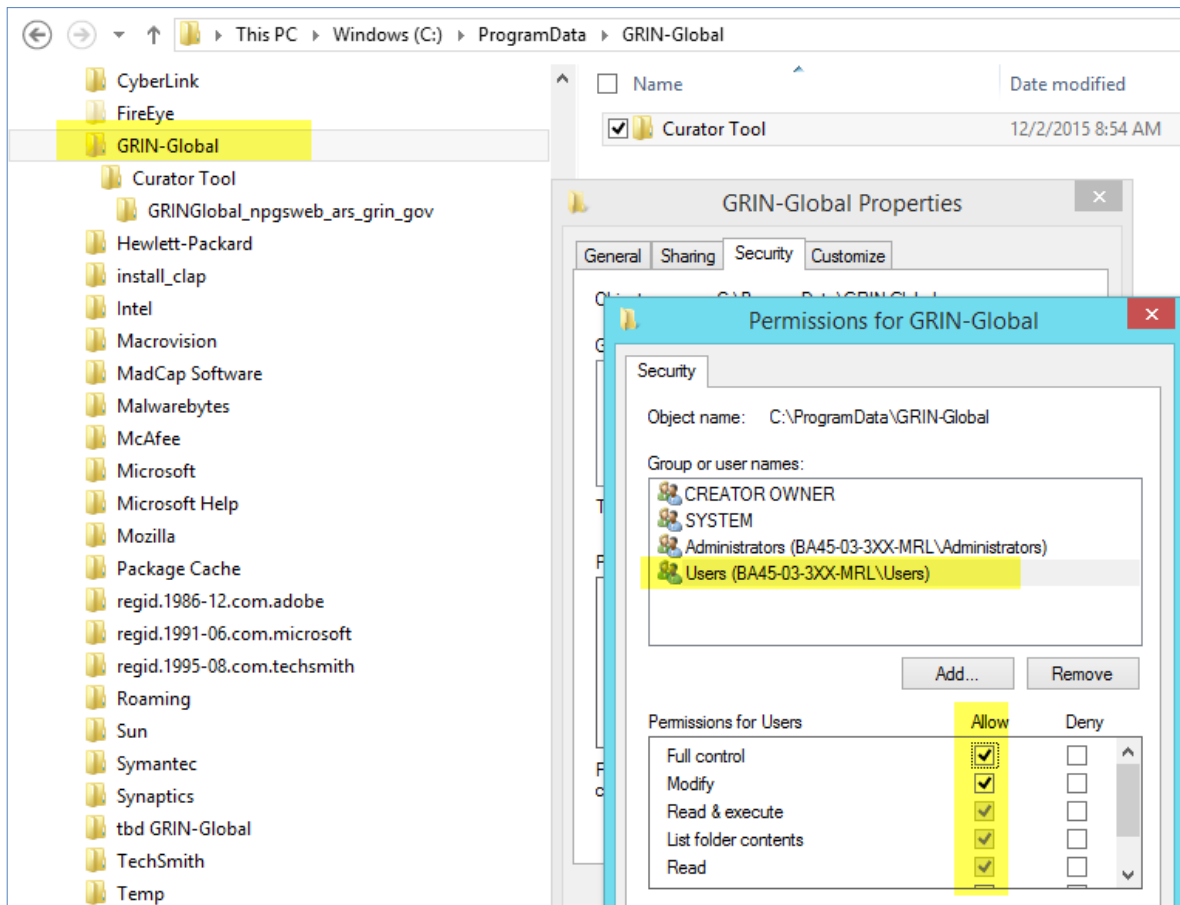 This PC Windows (C:) ProgramData GRIN-Global
CyberLink
FireEye
GRIN-Global
Curator Tool
GRINGlobal_npgsweb_ars_grin_gov
Hewlett-Packard
install_clap
Intel
Macrovision
MadCap Software
Malwarebytes
McAfee
Microsoft
Microsoft Help
Mozilla
Package Cache
regid.1986-12.com.adobe
regid.1991-06.com.microsoft
regid.1995-08.com.techsmith
Roaming
Sun
Symantec
Synaptics
tbd GRIN-Global
TechSmith
Temp
Name Date modified
Curator Tool 12/2/2015 8:54 AM
GRIN-Global Properties
General Sharing Security Customize
Permissions for GRIN-Global
Security
Object name: C:\ProgramData\GRIN-Global
Group or user names:
CREATOR OWNER
SYSTEM
Administrators (BA45-03-3XX-MRL\Administrators)
Users (BA45-03-3XX-MRL\Users)
Add... Remove
Permissions for Users Allow Deny
Full control
Modify
Read & execute
List folder contents
Read